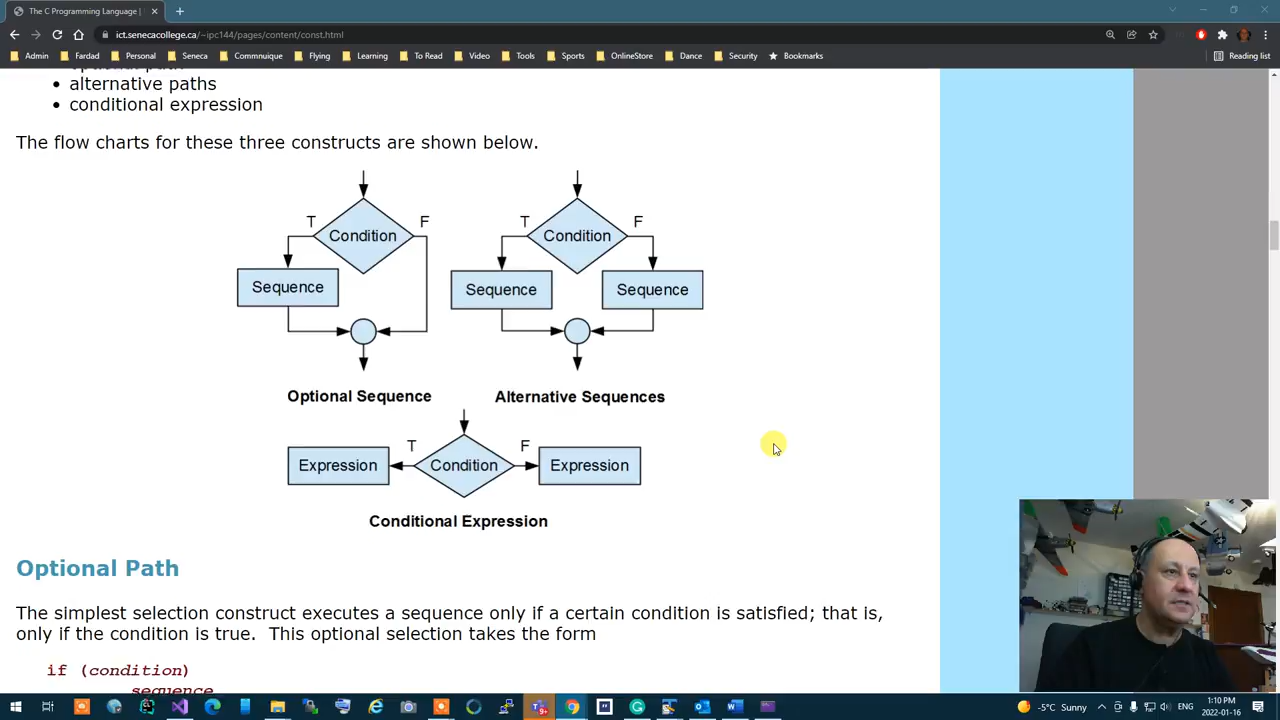 The C Programming Language |
ict.senecacollege.ca/~ipc144/pages/content/const.html
Admin Fardad Personal Seneca Commnuique Flying Learning To Read Video Tools Sports OnlineStore Dance Security Bookmarks Reading list
alternative paths
conditional expression
The flow charts for these three constructs are shown below.
T Condition F
Sequence
Optional Sequence
T Condition F
Sequence Sequence
Alternative Sequences
Expression T Condition F Expression
Conditional Expression
Optional Path
The simplest selection construct executes a sequence only if a certain condition is satisfied; that is,
only if the condition is true. This optional selection takes the form
if (condition)
sequence
-5°C Sunny ENG 1:10 PM
2022-01-16